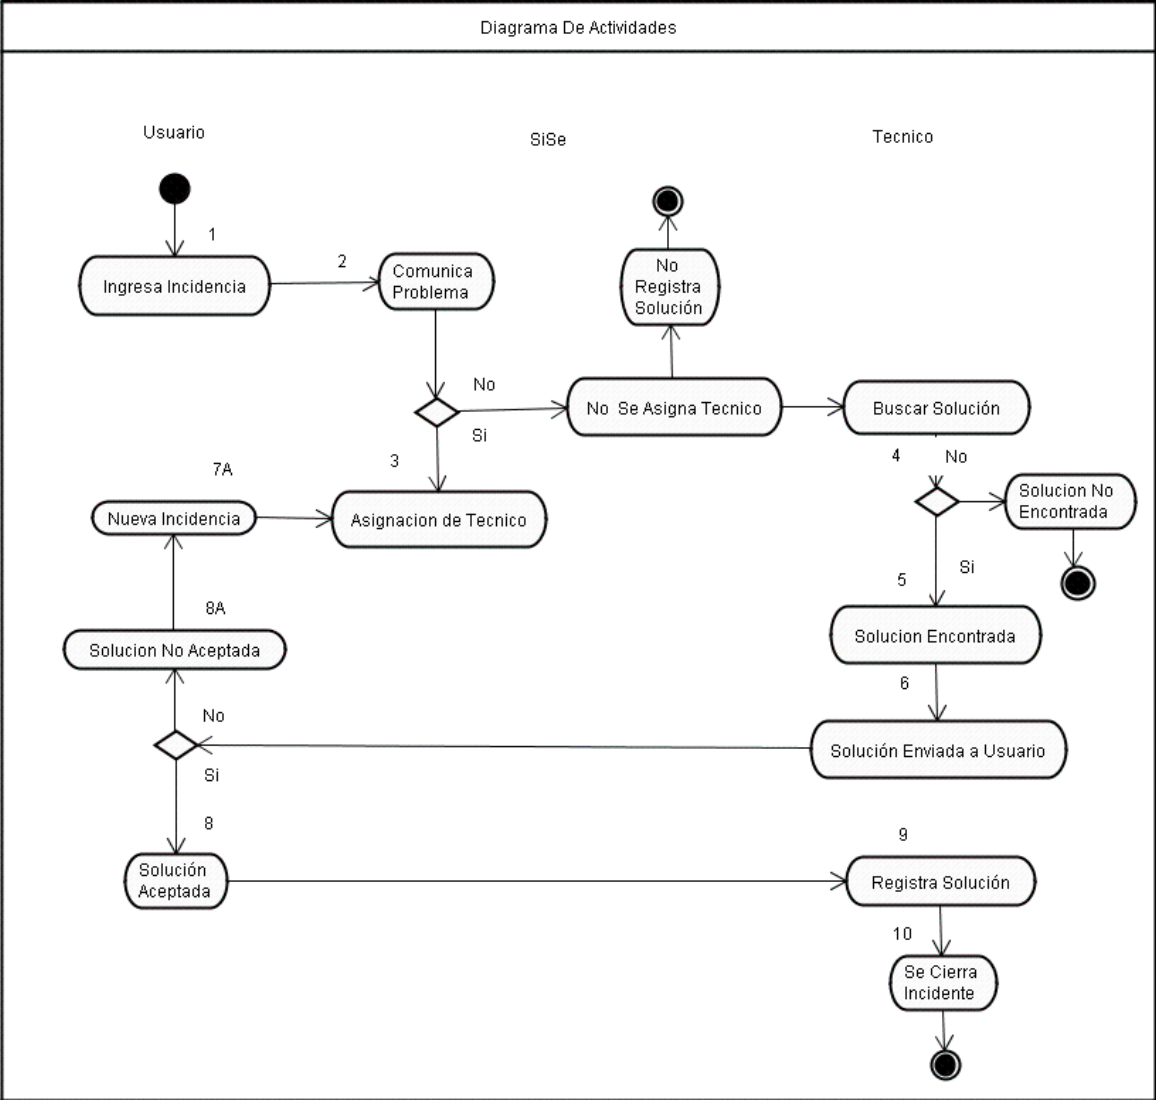 Diagrama De Actividades
Usuario
SiSe
Tecnico
1
Ingresa Incidencia
2
Comunica
Problema
No
Registra
Solución
No
Si
No  Se Asigna Tecnico
Buscar Solución
3
Asignacion de Tecnico
7A
Nueva Incidencia
4
No
Solucion No
Encontrada
Si
5
Solucion Encontrada
8A
Solucion No Aceptada
6
Solución Enviada a Usuario
No
Si
8
Solución
Aceptada
9
Registra Solución
10
Se Cierra
Incidente